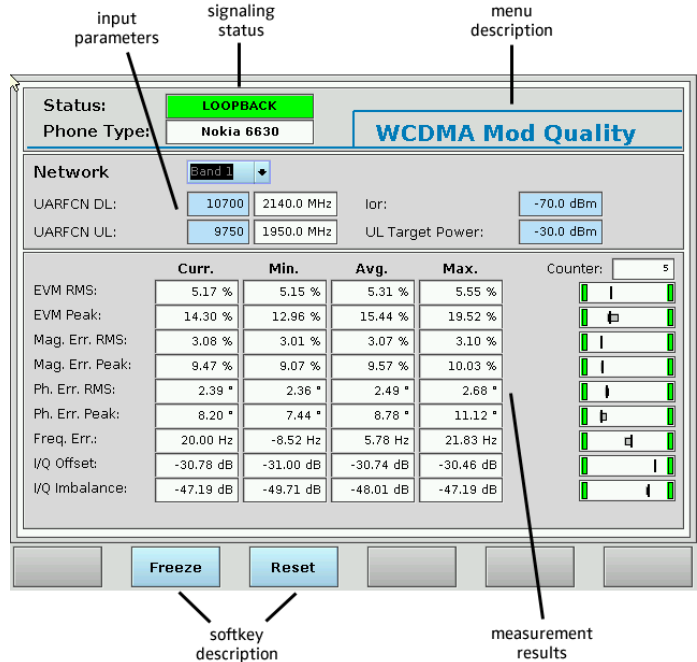 input
parameters
signaling
status
menu
description
Status: LOOPBACK
Phone Type: Nokia 6630
WCDMA Mod Quality
Network Band 1
UARFCN DL: 10700 2140.0 MHz Ior: -70.0 dBm
UARFCN UL: 9750 1950.0 MHz UL Target Power: -30.0 dBm
Curr. Min. Avg. Max. Counter: 5
EVM RMS: 5.17 % 5.15 % 5.31 % 5.55 %
EVM Peak: 14.30 % 12.96 % 15.44 % 19.52 %
Mag. Err. RMS: 3.08 % 3.01 % 3.07 % 3.10 %
Mag. Err. Peak: 9.47 % 9.07 % 9.57 % 10.03 %
Ph. Err. RMS: 2.39 ° 2.36 ° 2.49 ° 2.68 °
Ph. Err. Peak: 8.20 ° 7.44 ° 8.78 ° 11.12 °
Freq. Err.: 20.00 Hz -8.52 Hz 5.78 Hz 21.83 Hz
I/Q Offset: -30.78 dB -31.00 dB -30.74 dB -30.46 dB
I/Q Imbalance: -47.19 dB -49.71 dB -48.01 dB -47.19 dB
Freeze Reset
softkey
description
measurement
results